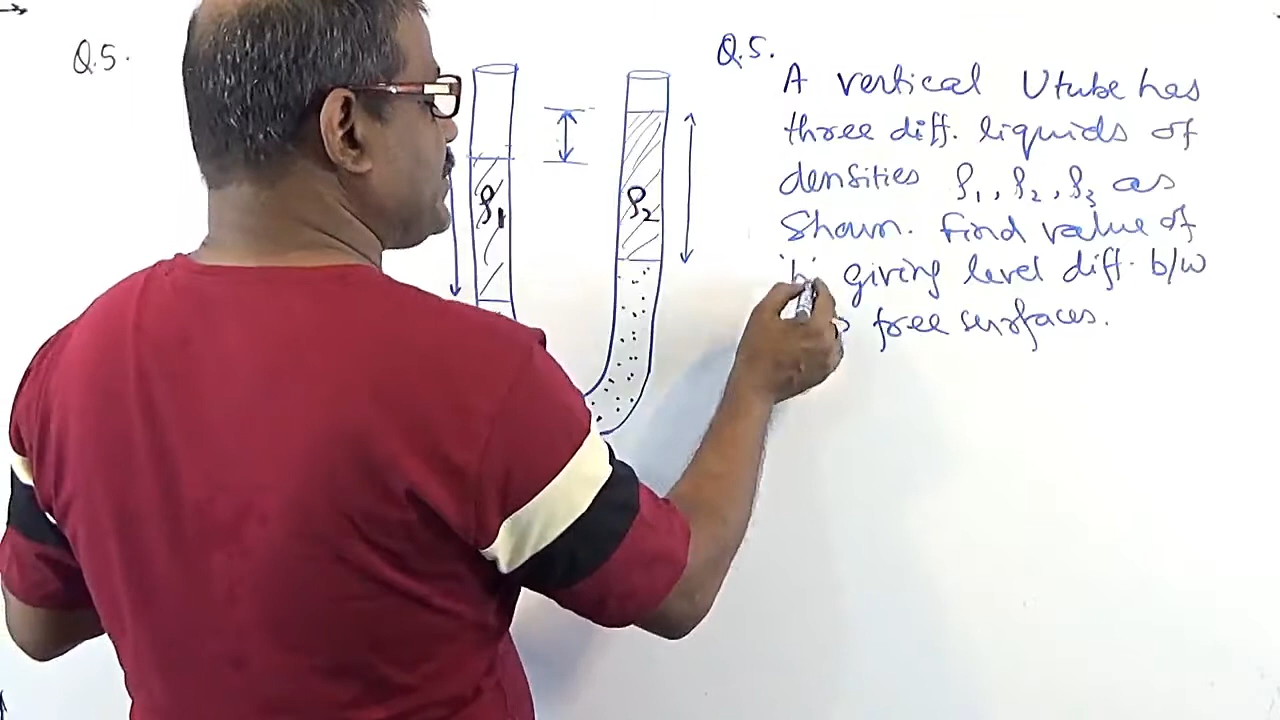 Q.5.
ρ₁
ρ₂
Q.5.
A vertical Utube has
three diff. liquids of
densities ρ₁, ρ₂, ρ₃ as
Shown. Find value of
'h' giving level diff. b/w
free surfaces.